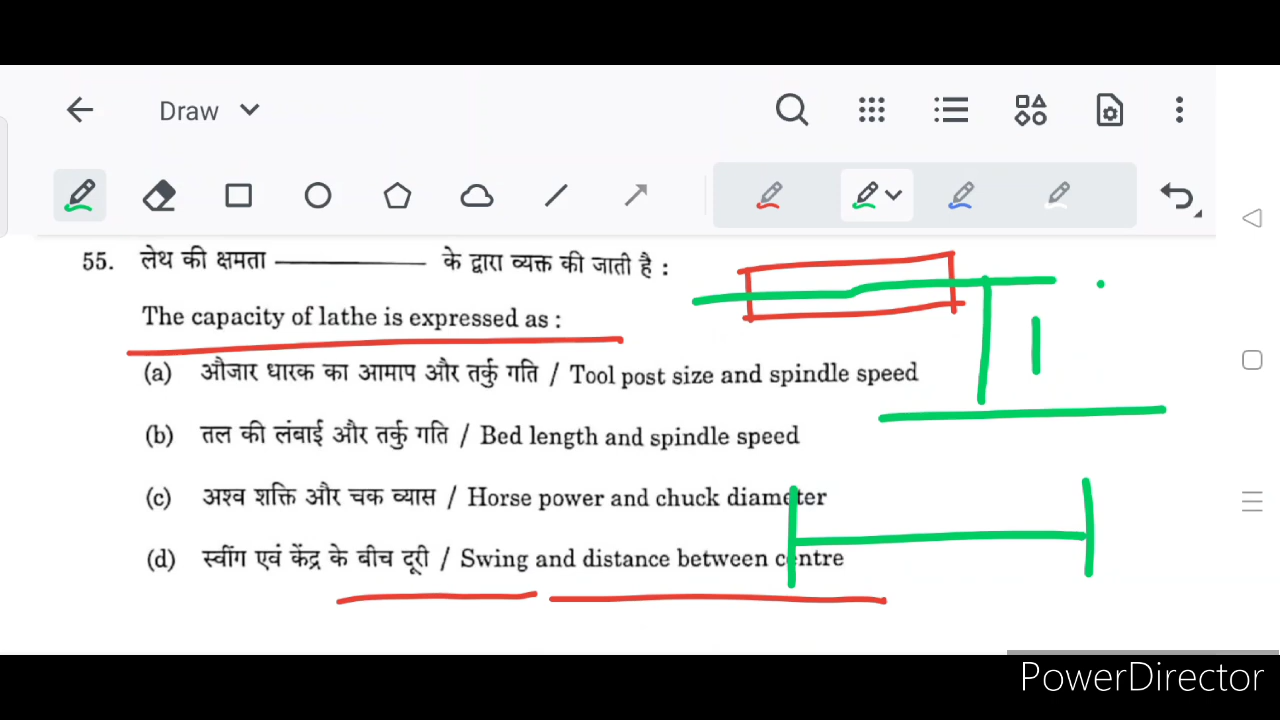 Draw
55. लेथ की क्षमता ———————— के द्वारा व्यक्त की जाती है :
The capacity of lathe is expressed as :
(a) औजार धारक का आमाप और तर्कु गति / Tool post size and spindle speed
(b) तल की लंबाई और तर्कु गति / Bed length and spindle speed
(c) अश्व शक्ति और चक व्यास / Horse power and chuck diameter
(d) स्वींग एवं केंद्र के बीच दूरी / Swing and distance between centre
PowerDirector